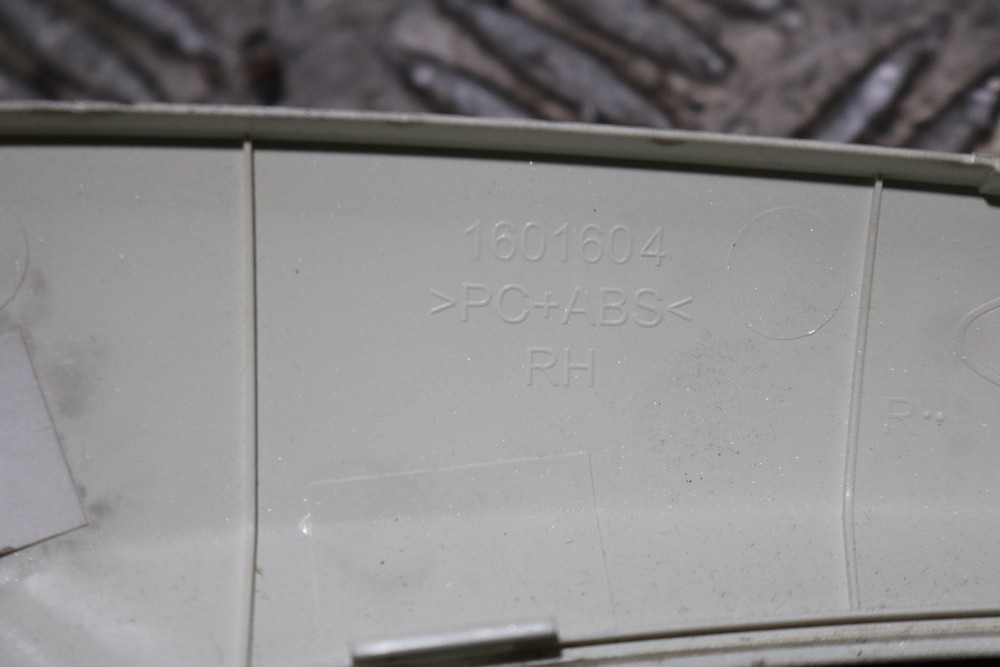 1601604
>PC+ABS<
RH
R••